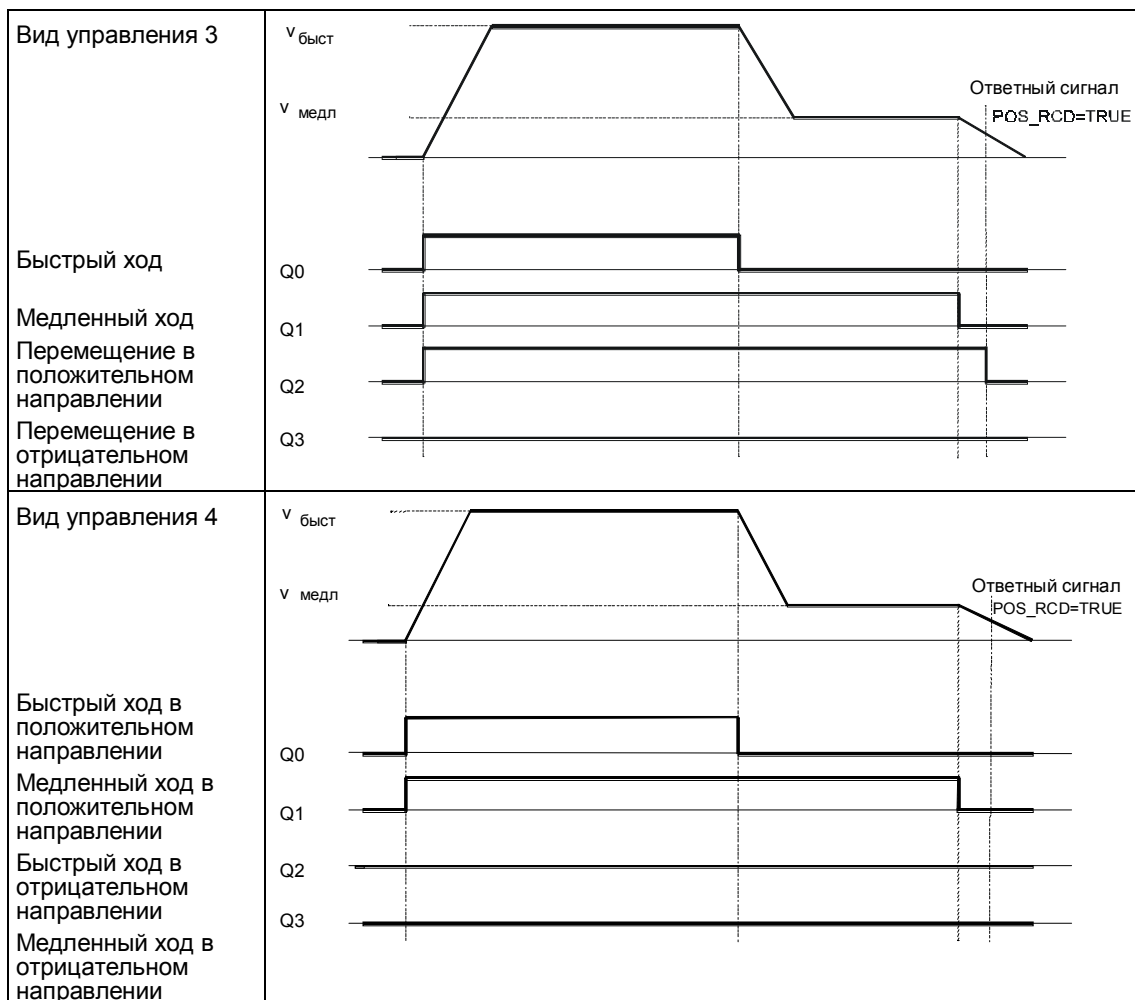 Вид управления 3
V быст
V медл
Ответный сигнал
POS_RCD=TRUE
Быстрый ход
Q0
Медленный ход
Q1
Перемещение в
положительном
направлении
Q2
Перемещение в
отрицательном
направлении
Q3
Вид управления 4
V быст
V медл
Ответный сигнал
POS_RCD=TRUE
Быстрый ход в
положительном
направлении
Q0
Медленный ход в
положительном
направлении
Q1
Быстрый ход в
отрицательном
направлении
Q2
Медленный ход в
отрицательном
направлении
Q3